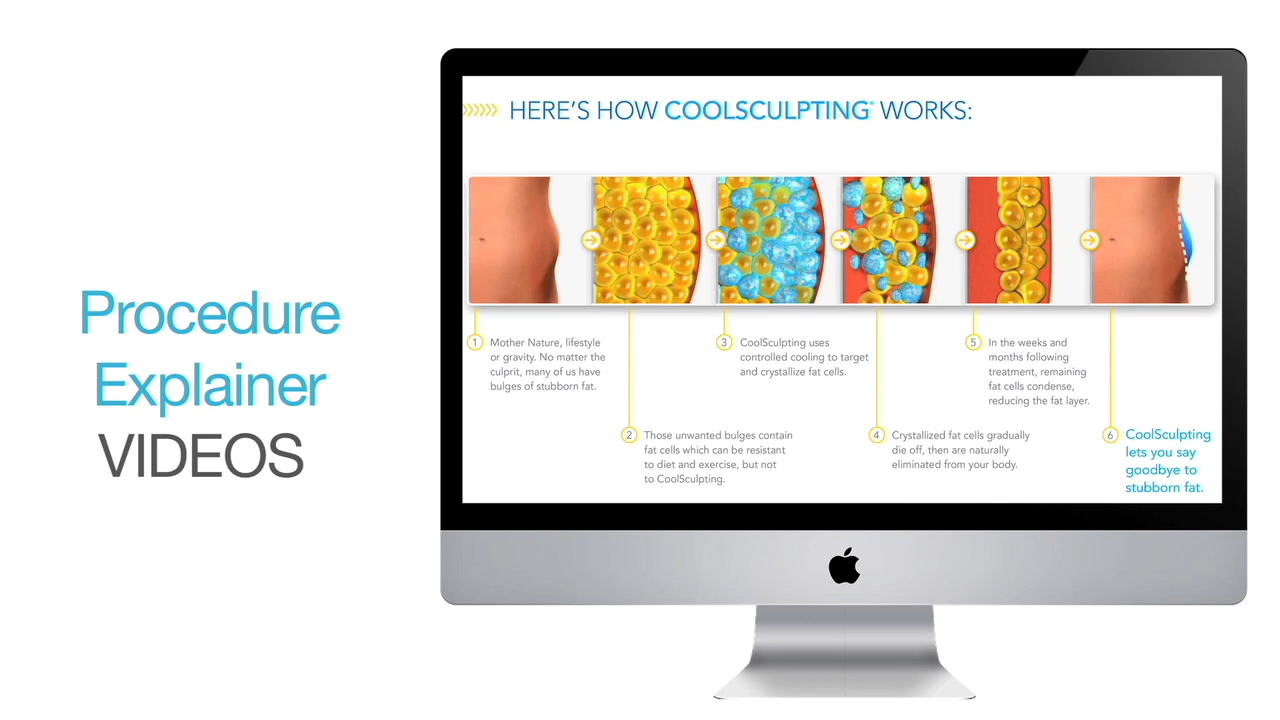 Procedure
Explainer
VIDEOS
HERE'S HOW COOLSCULPTING® WORKS:
1 Mother Nature, lifestyle
or gravity. No matter the
culprit, many of us have
bulges of stubborn fat.
2 Those unwanted bulges contain
fat cells which can be resistant
to diet and exercise, but not
to CoolSculpting.
3 CoolSculpting uses
controlled cooling to target
and crystallize fat cells.
4 Crystallized fat cells gradually
die off, then are naturally
eliminated from your body.
5 In the weeks and
months following
treatment, remaining
fat cells condense,
reducing the fat layer.
6 CoolSculpting
lets you say
goodbye to
stubborn fat.